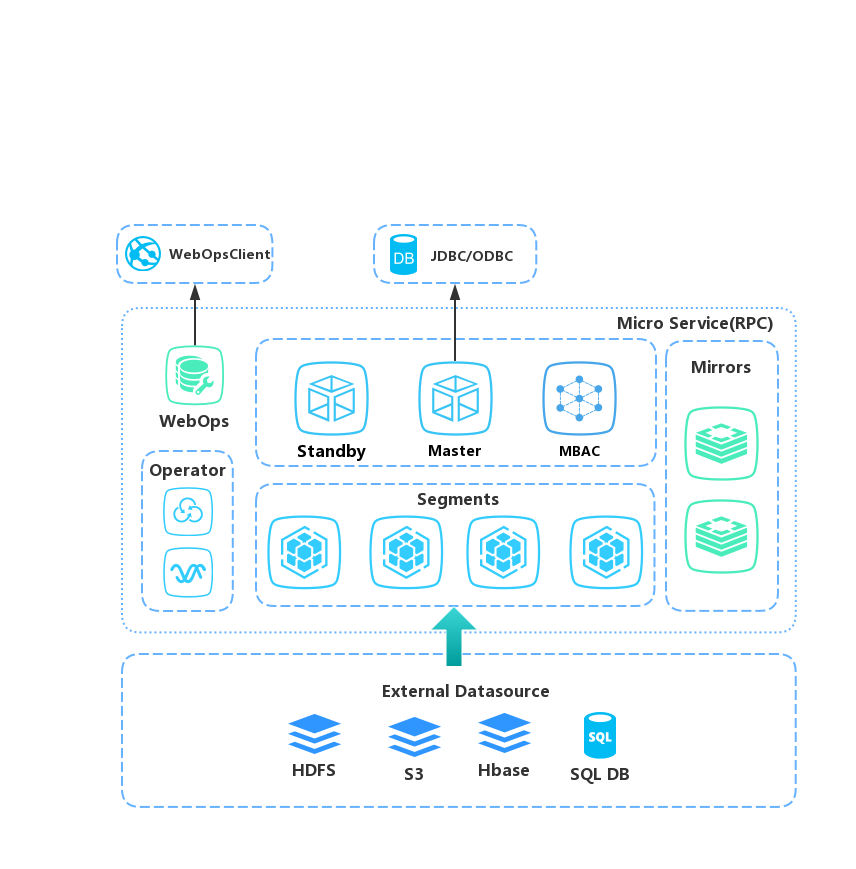 WebOpsClient
DB
JDBC/ODBC
Micro Service(RPC)
WebOps
Standby
Master
MBAC
Mirrors
Operator
Segments
External Datasource
HDFS
S3
Hbase
SQL
SQL DB